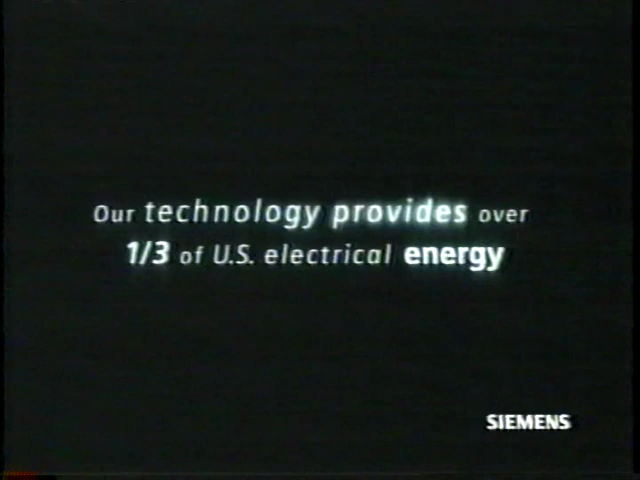 Our technology provides over
1/3 of U.S. electrical energy
SIEMENS